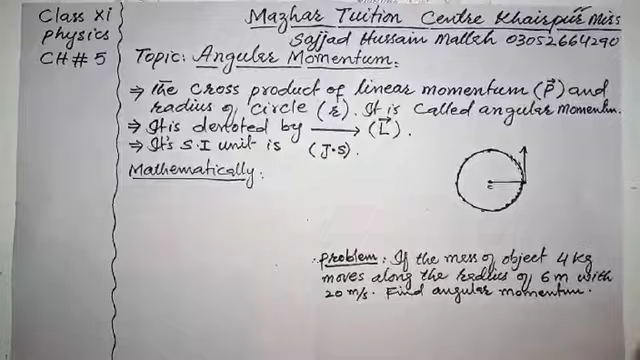 Class Xi
physics
CH # 5
Mazhar Tuition Centre Khairpur Miss
Sajjad Hussain Mallah 03052664290
Topic: Angular Momentum.
⇒ The cross product of linear momentum (P⃗) and
radius of circle (r). It is called angular momentum.
⇒ It is denoted by ⟶ (L⃗).
⇒ It's S.I unit is (J.S).
Mathematically:
Problem: If the mass of object 4 kg
moves along the radius of 6 m with
20 m/s. Find angular momentum.